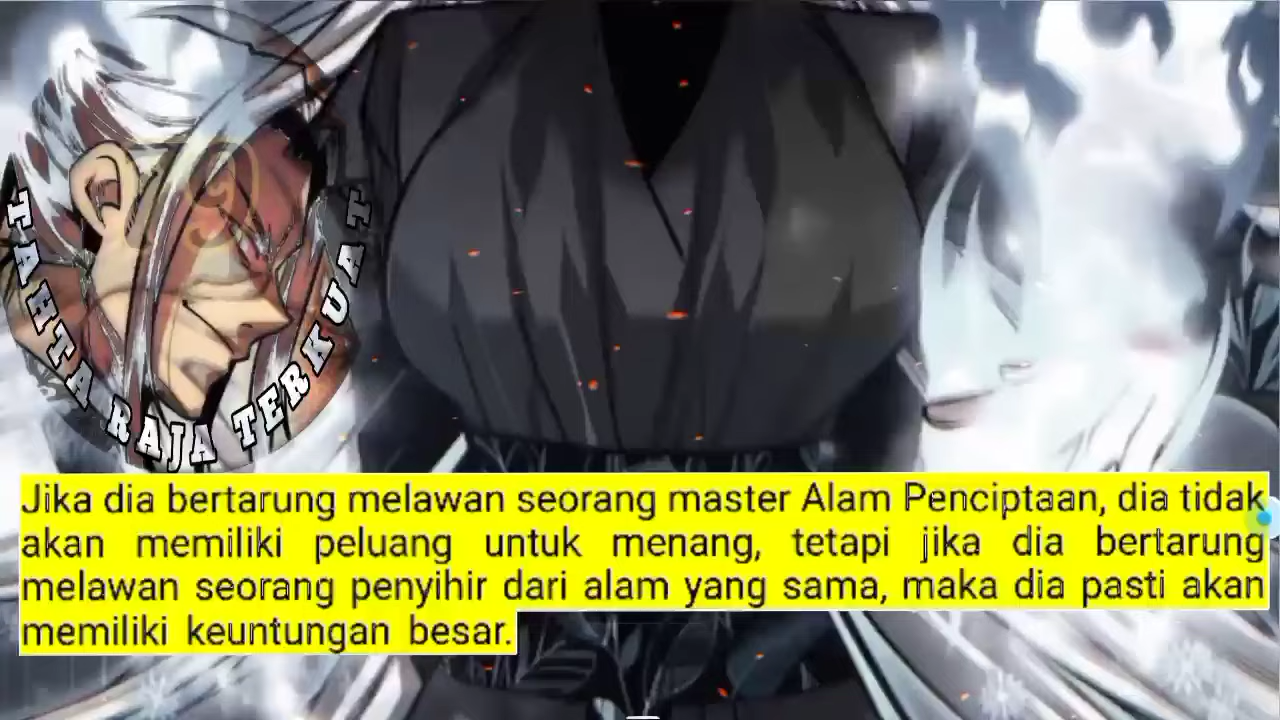 TAHTA RAJA TERKUAT
Jika dia bertarung melawan seorang master Alam Penciptaan, dia tidak
akan memiliki peluang untuk menang, tetapi jika dia bertarung
melawan seorang penyihir dari alam yang sama, maka dia pasti akan
memiliki keuntungan besar.